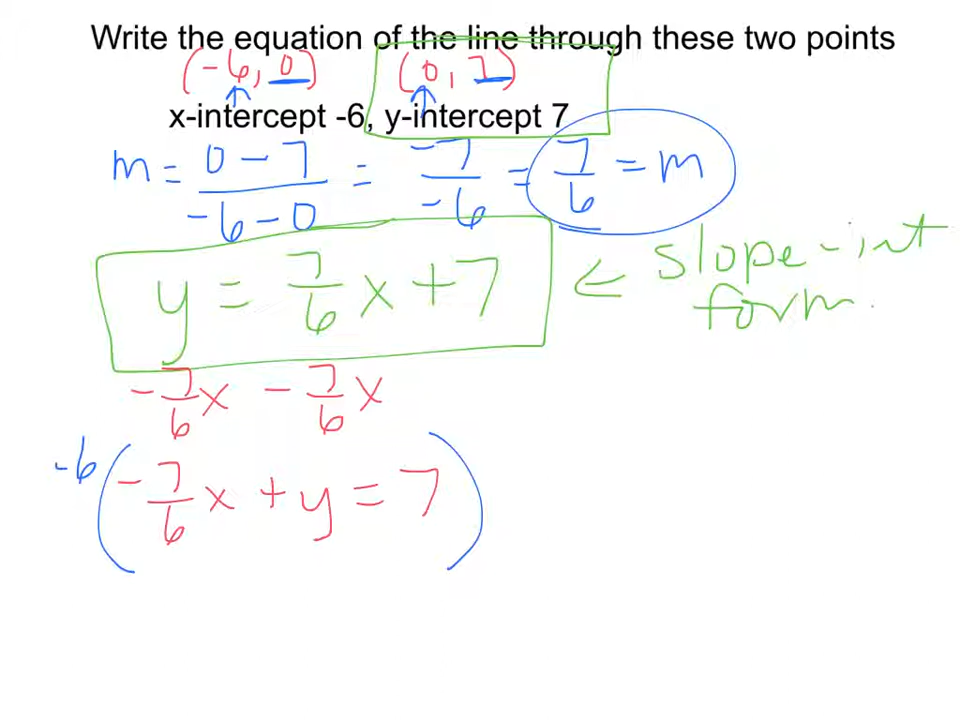 Write the equation of the line through these two points
(-6, 0) (0, 7)
x-intercept -6, y-intercept 7
m = 0 - 7 / -6 - 0 = -7 / -6 = 7/6 = m
y = 7/6 x + 7 ← slope-int
form.
-7/6 x - 7/6 x
-6 ( -7/6 x + y = 7 )